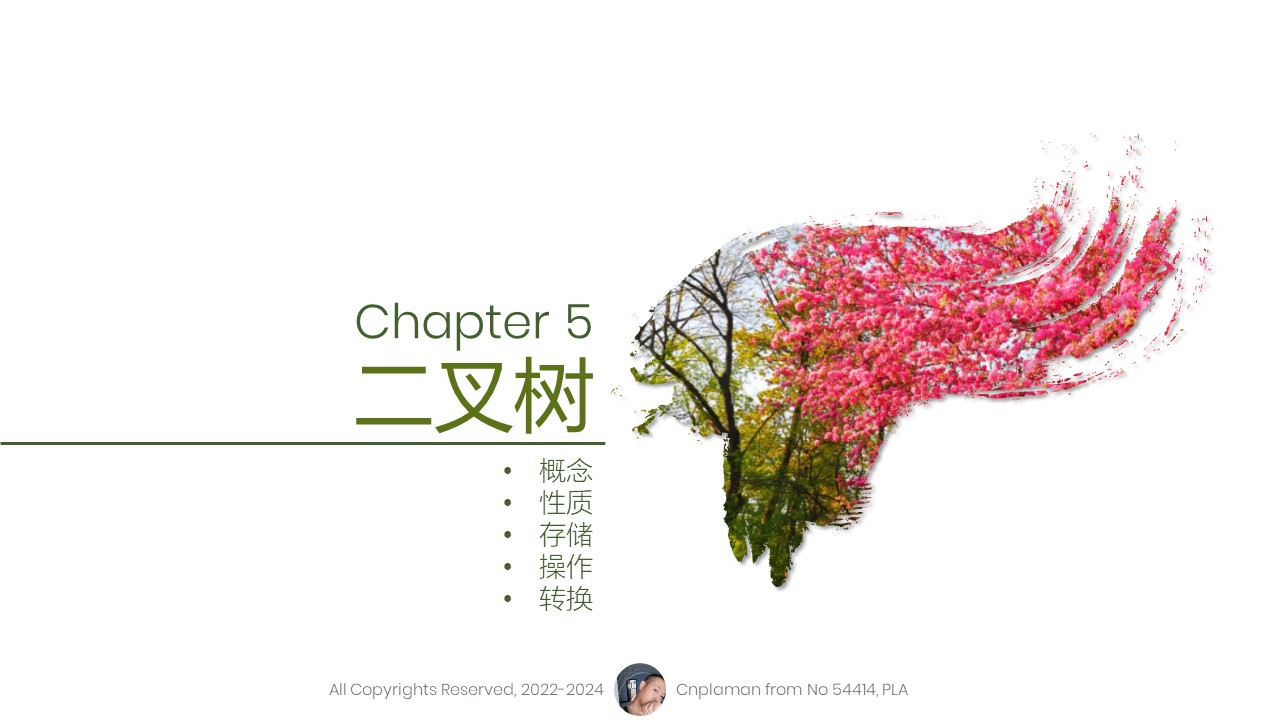 Chapter 5
二叉树
• 概念
• 性质
• 存储
• 操作
• 转换
All Copyrights Reserved, 2022-2024 Cnplaman from No 54414, PLA